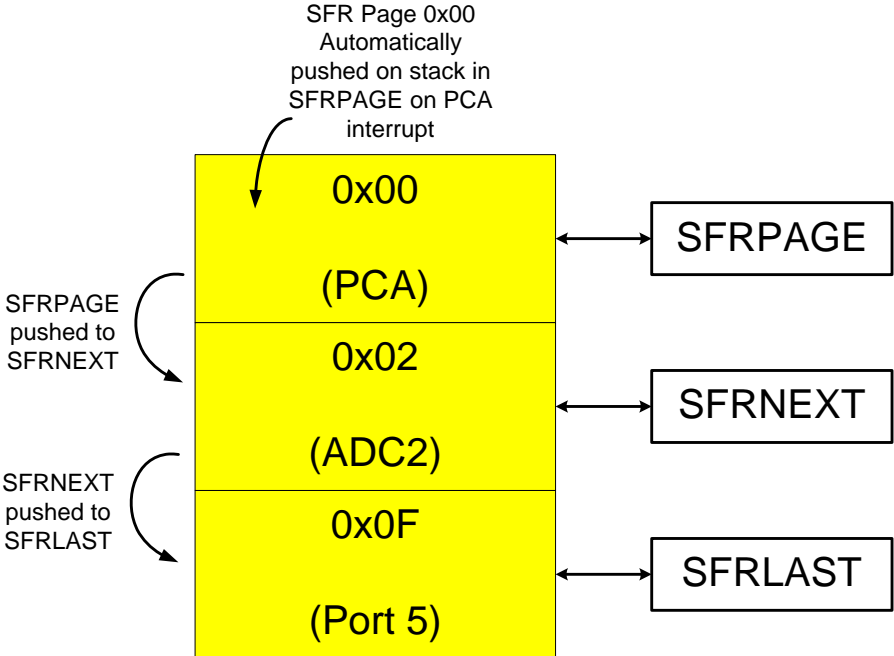 SFR Page 0x00
Automatically
pushed on stack in
SFRPAGE on PCA
interrupt
0x00
(PCA)
SFRPAGE
SFRPAGE
pushed to
SFRNEXT
0x02
(ADC2)
SFRNEXT
SFRNEXT
pushed to
SFRLAST
0x0F
(Port 5)
SFRLAST